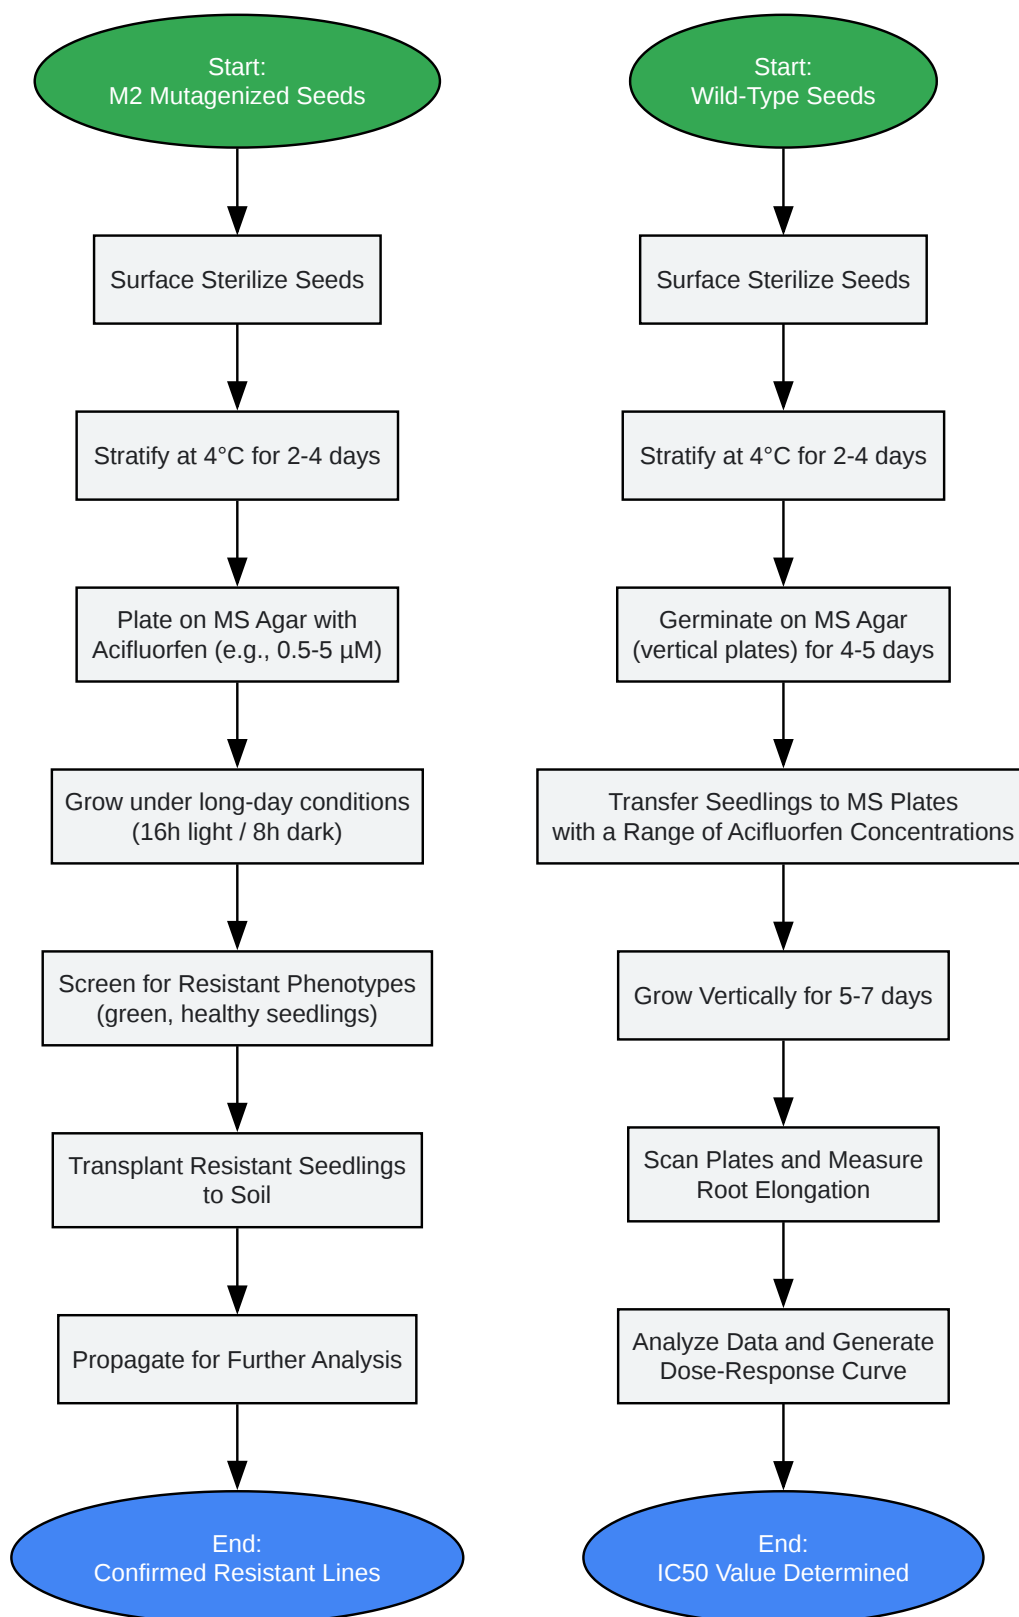 Start:
M2 Mutagenized Seeds
Surface Sterilize Seeds
Stratify at 4°C for 2-4 days
Plate on MS Agar with
Acifluorfen (e.g., 0.5-5 µM)
Grow under long-day conditions
(16h light / 8h dark)
Screen for Resistant Phenotypes
(green, healthy seedlings)
Transplant Resistant Seedlings
to Soil
Propagate for Further Analysis
End:
Confirmed Resistant Lines
Start:
Wild-Type Seeds
Surface Sterilize Seeds
Stratify at 4°C for 2-4 days
Germinate on MS Agar
(vertical plates) for 4-5 days
Transfer Seedlings to MS Plates
with a Range of Acifluorfen Concentrations
Grow Vertically for 5-7 days
Scan Plates and Measure
Root Elongation
Analyze Data and Generate
Dose-Response Curve
End:
IC50 Value Determined